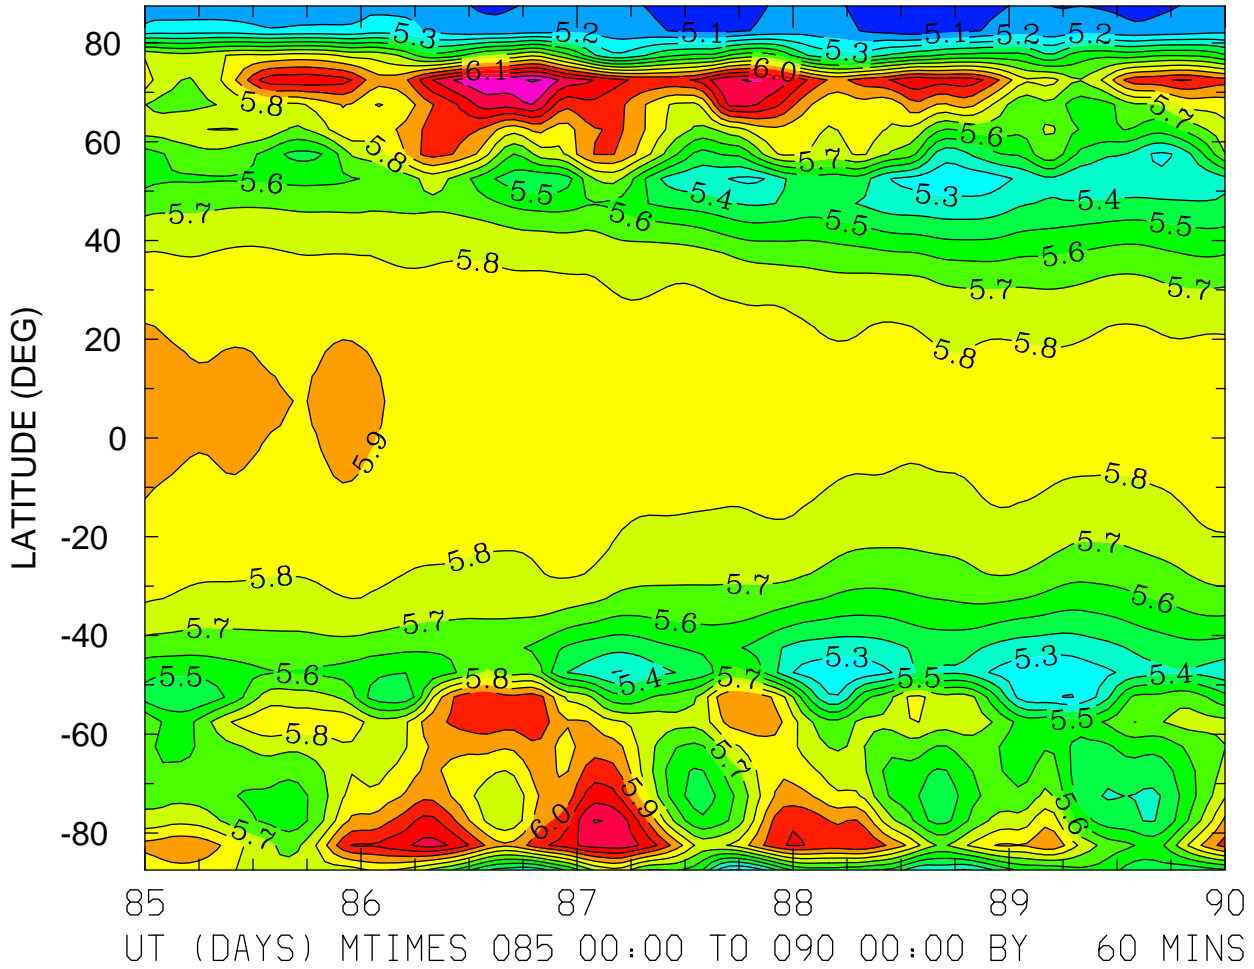 80
60
40
20
0
-20
-40
-60
-80
LATITUDE (DEG)
5.3 5.2 5.1 5.3 5.1 5.2 5.2
6.1 6.0
5.8 5.7
5.8 5.7 5.6
5.6 5.5 5.4 5.3 5.4
5.7 5.6 5.5 5.5
5.8 5.6
5.7 5.7
5.8 5.8
5.9 5.8
5.8 5.8 5.7
5.7 5.6
5.7 5.7 5.6
5.5 5.6 5.8 5.4 5.7 5.3 5.5 5.3 5.4
5.8 5.7 5.5
5.7 6.0 5.9 5.6
85 86 87 88 89 90
UT (DAYS) MTIMES 085 00:00 TO 090 00:00 BY 60 MINS